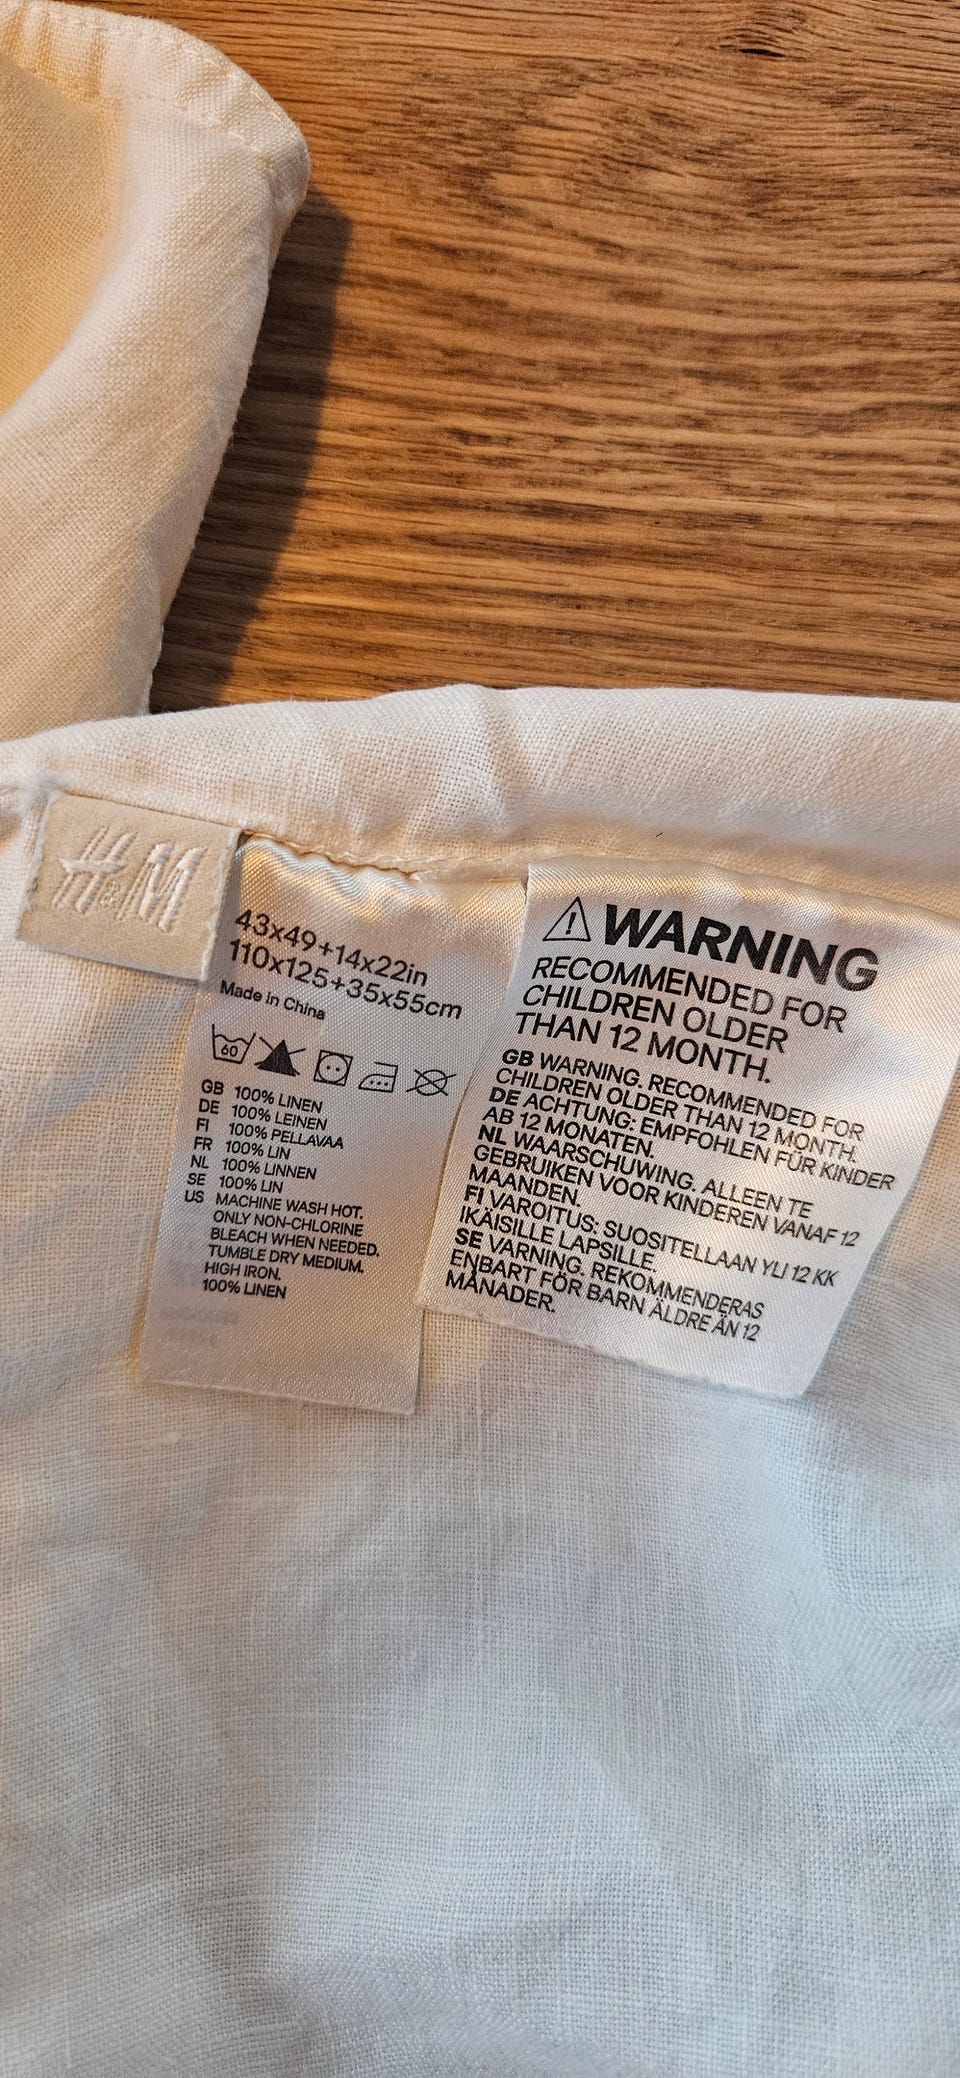 H&M
43x49+14x22in
110x125+35x55cm
Made in China
60
GB 100% LINEN
DE 100% LEINEN
FI 100% PELLAVAA
FR 100% LIN
NL 100% LINNEN
SE 100% LIN
US MACHINE WASH HOT.
ONLY NON-CHLORINE
BLEACH WHEN NEEDED.
TUMBLE DRY MEDIUM.
HIGH IRON.
100% LINEN
WARNING
RECOMMENDED FOR
CHILDREN OLDER
THAN 12 MONTH.
GB WARNING. RECOMMENDED FOR
CHILDREN OLDER THAN 12 MONTH.
DE ACHTUNG: EMPFOHLEN FÜR KINDER
AB 12 MONATEN.
NL WAARSCHUWING. ALLEEN TE
GEBRUIKEN VOOR KINDEREN VANAF 12
MAANDEN.
FI VAROITUS: SUOSITELLAAN YLI 12 KK
IKÄISILLE LAPSILLE.
SE VARNING. REKOMMENDERAS
ENBART FÖR BARN ÄLDRE ÄN 12
MÅNADER.